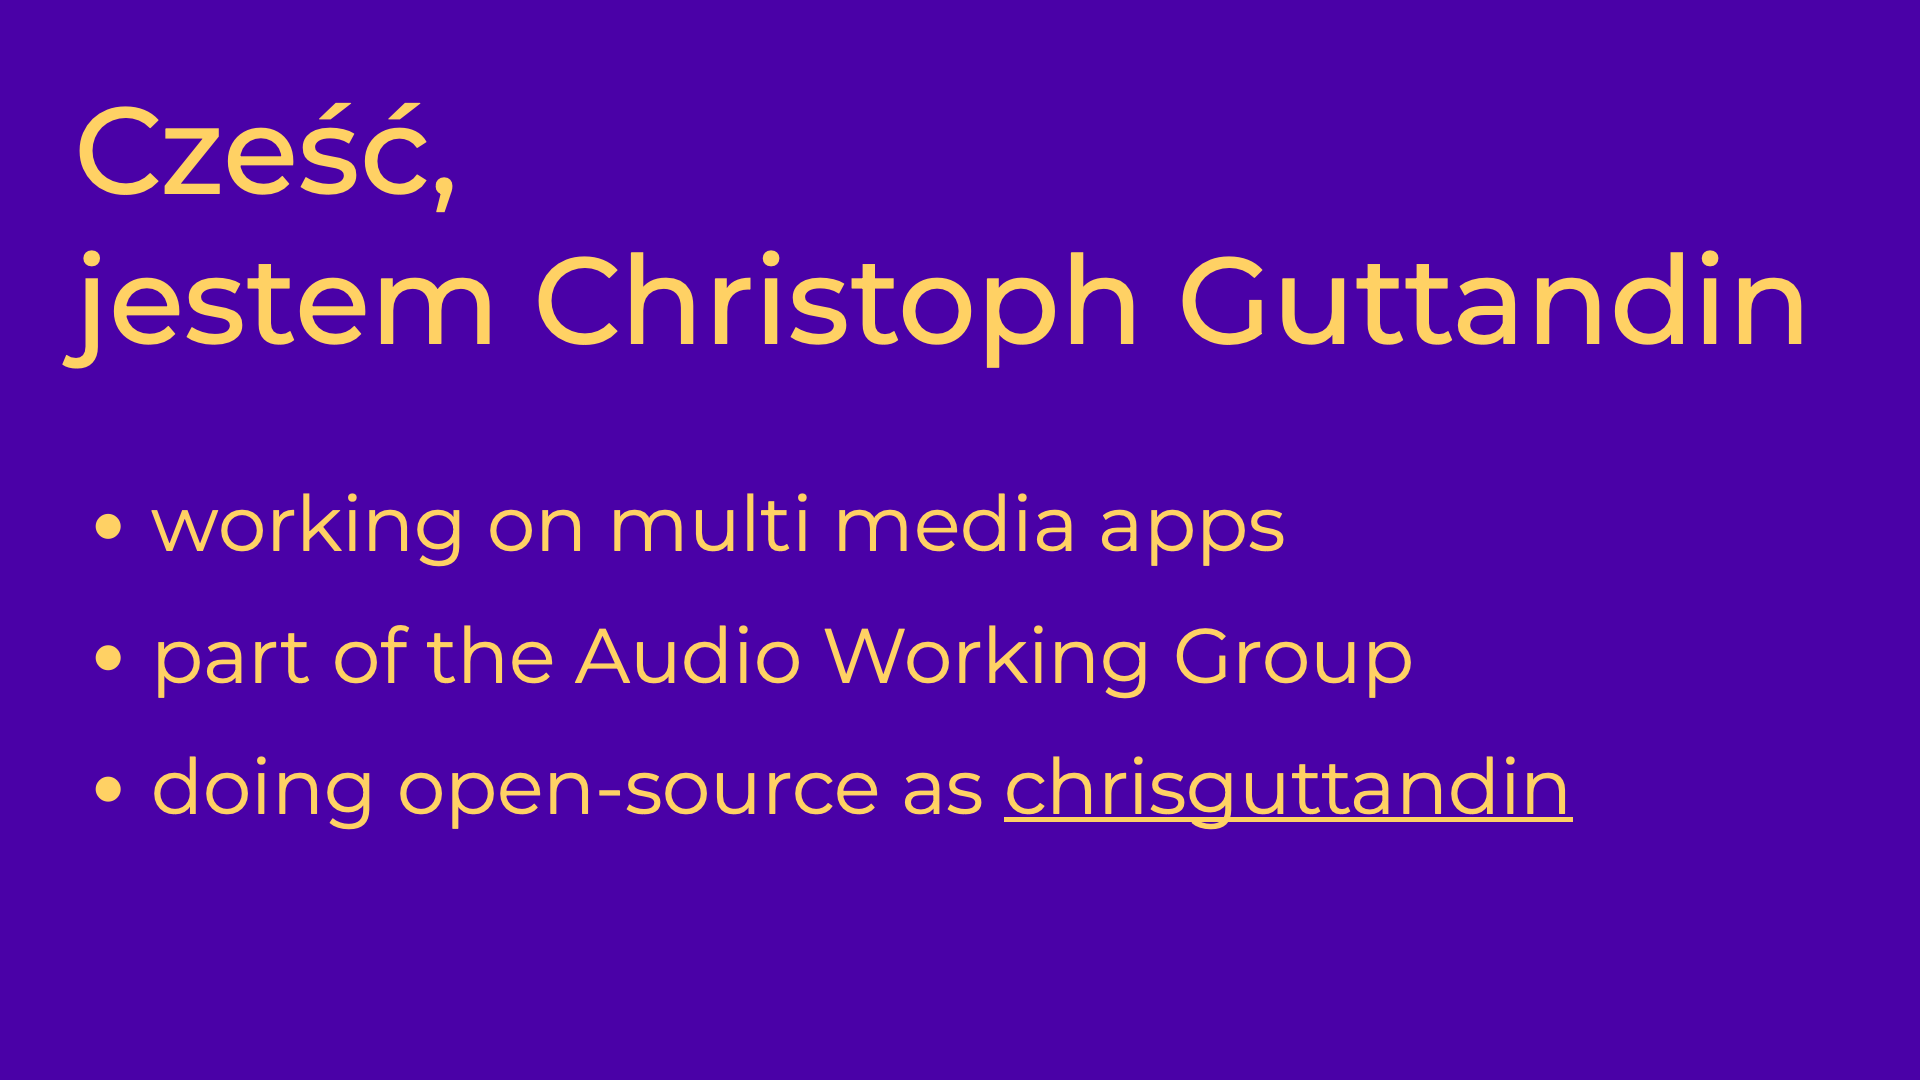 Cześć,
jestem Christoph Guttandin
• working on multi media apps
• part of the Audio Working Group
• doing open-source as chrisguttandin